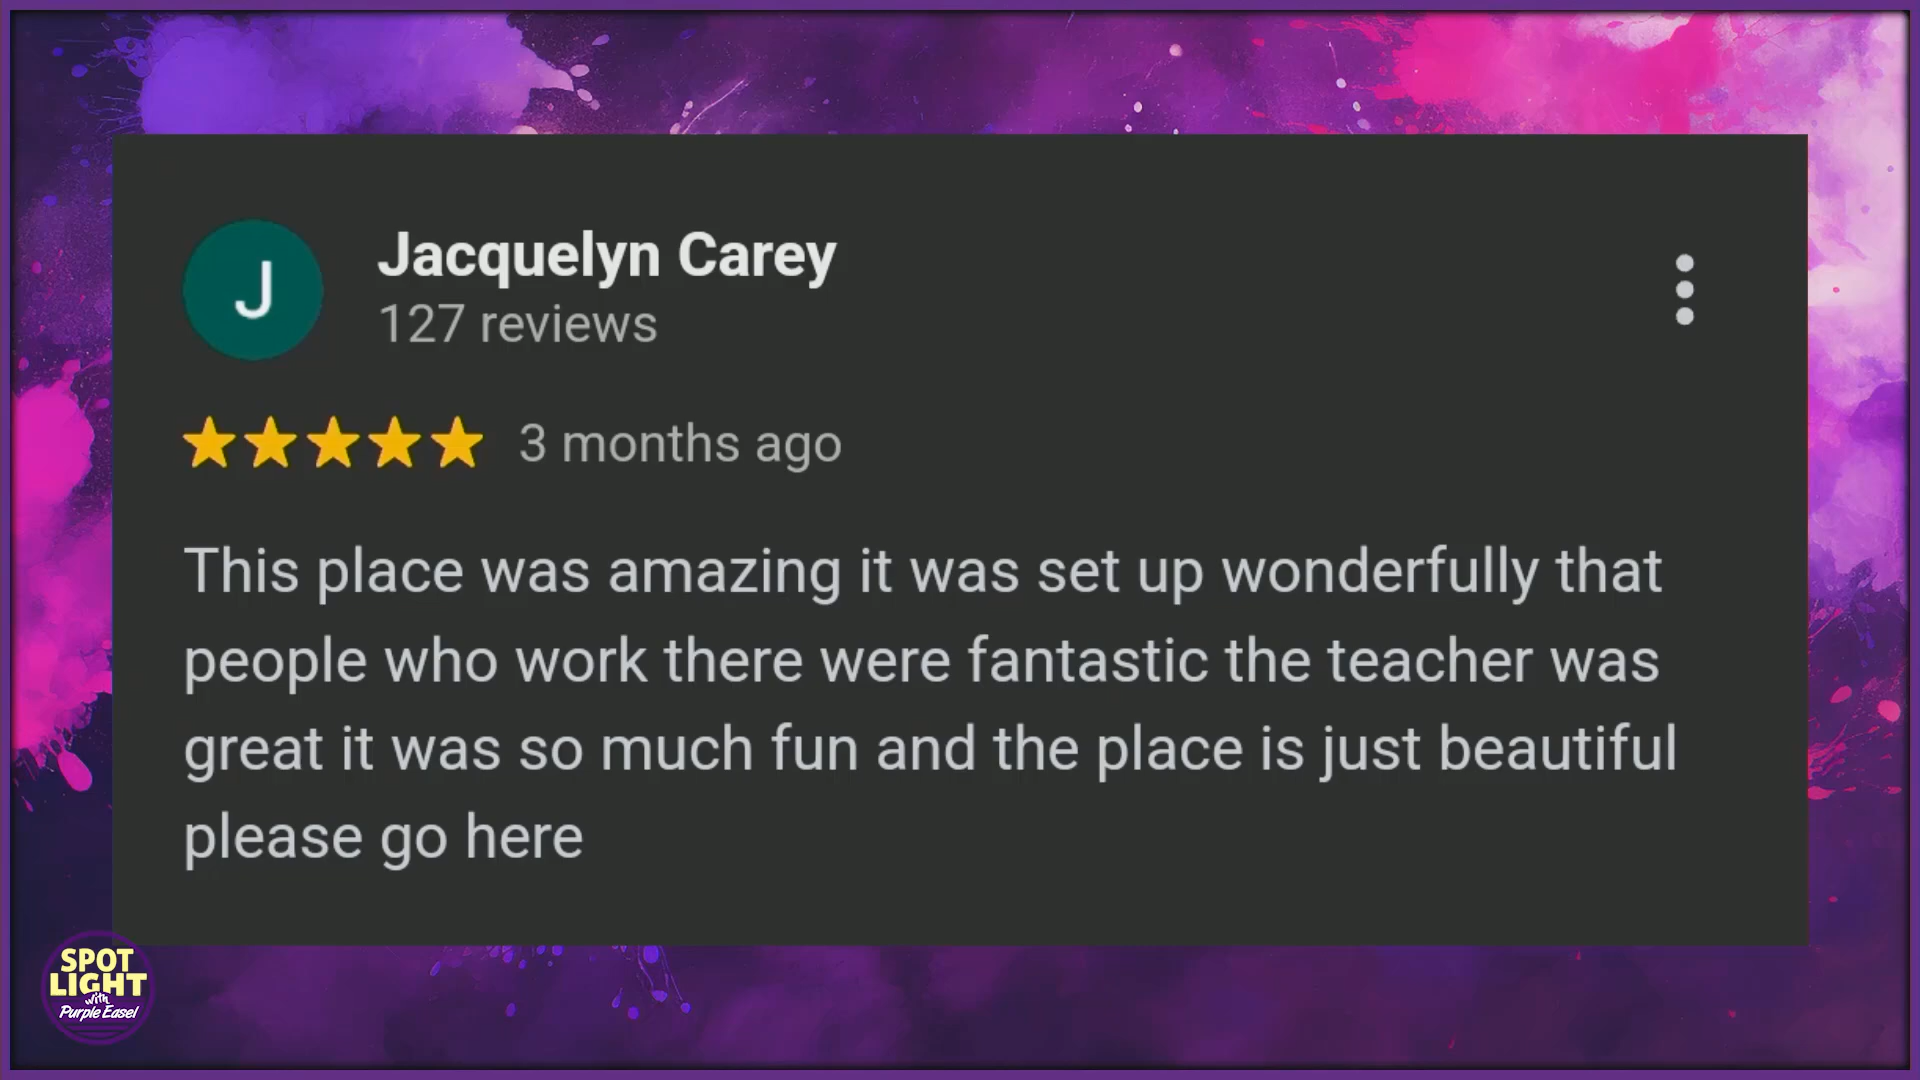 J
Jacquelyn Carey
127 reviews
3 months ago
This place was amazing it was set up wonderfully that
people who work there were fantastic the teacher was
great it was so much fun and the place is just beautiful
please go here
SPOT
LIGHT
with
Purple Easel